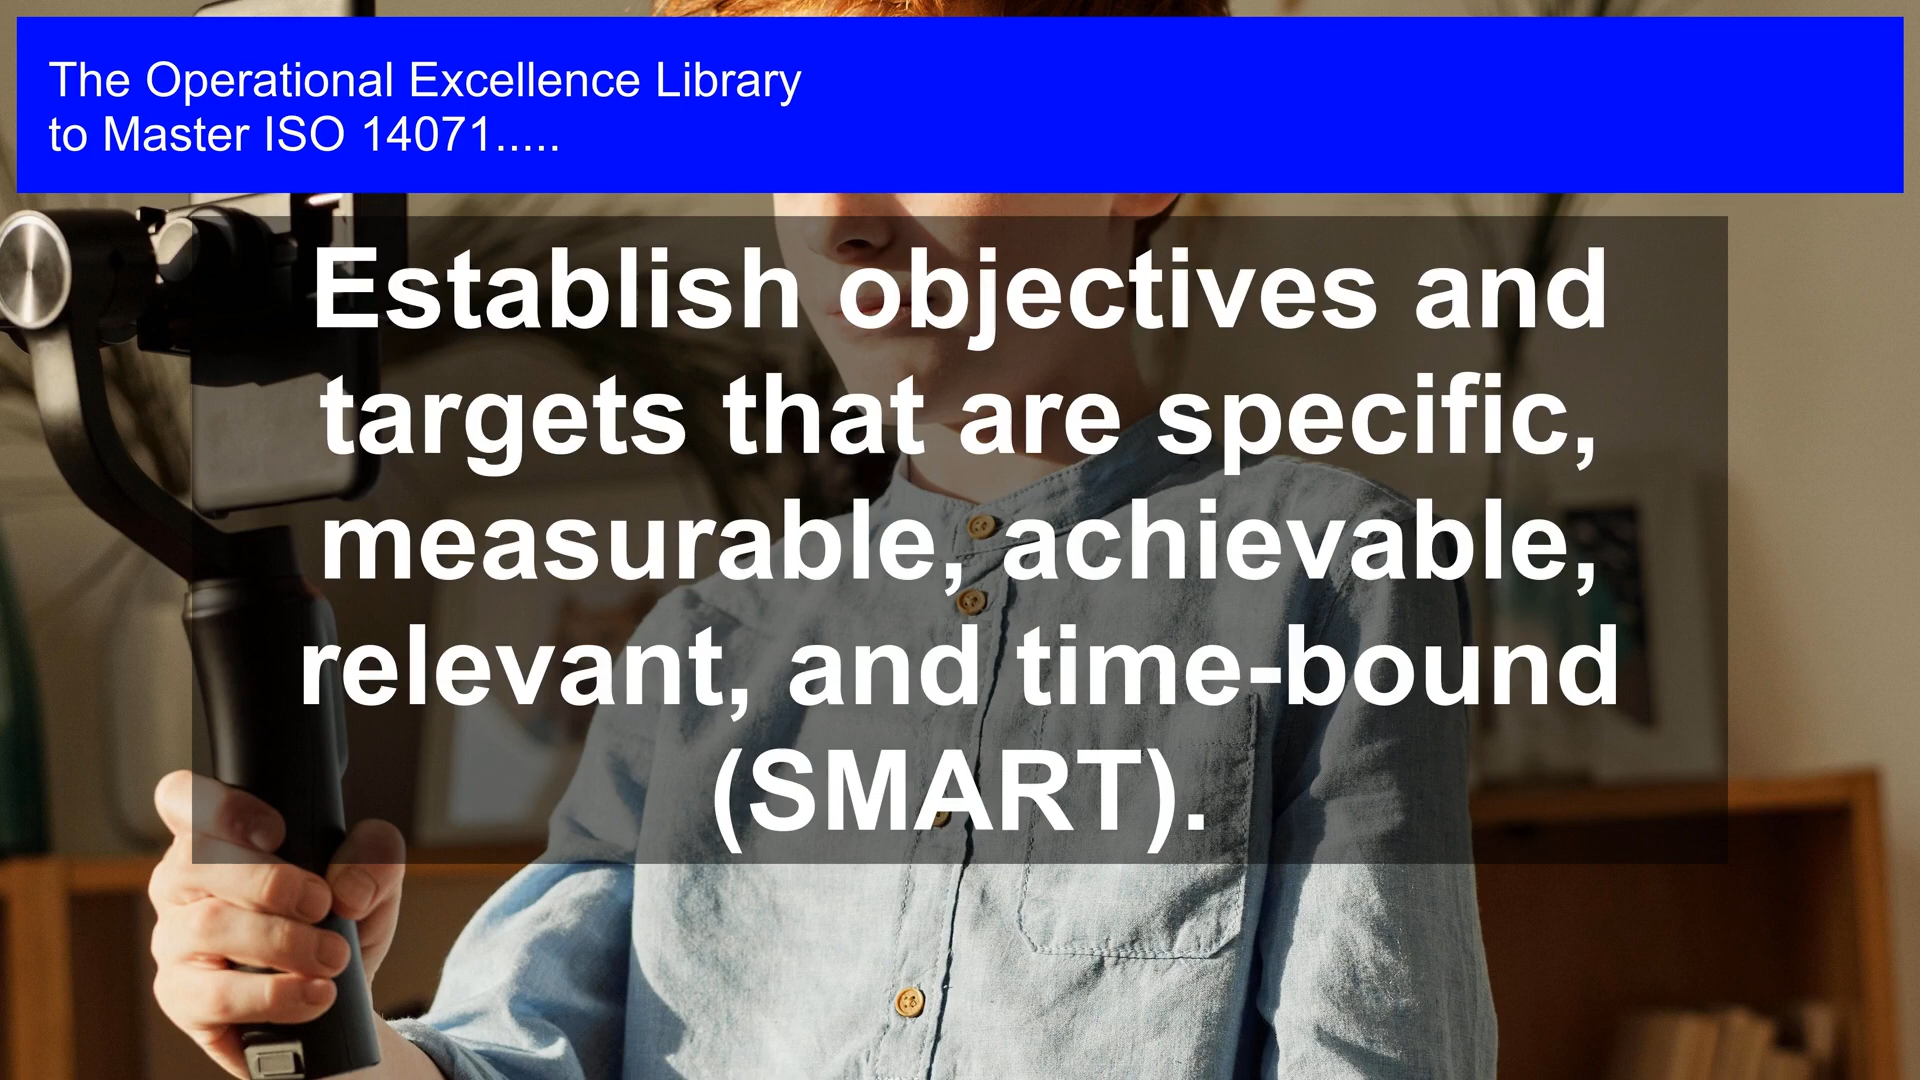 The Operational Excellence Library
to Master ISO 14071.....
Establish objectives and
targets that are specific,
measurable, achievable,
relevant, and time-bound
(SMART).